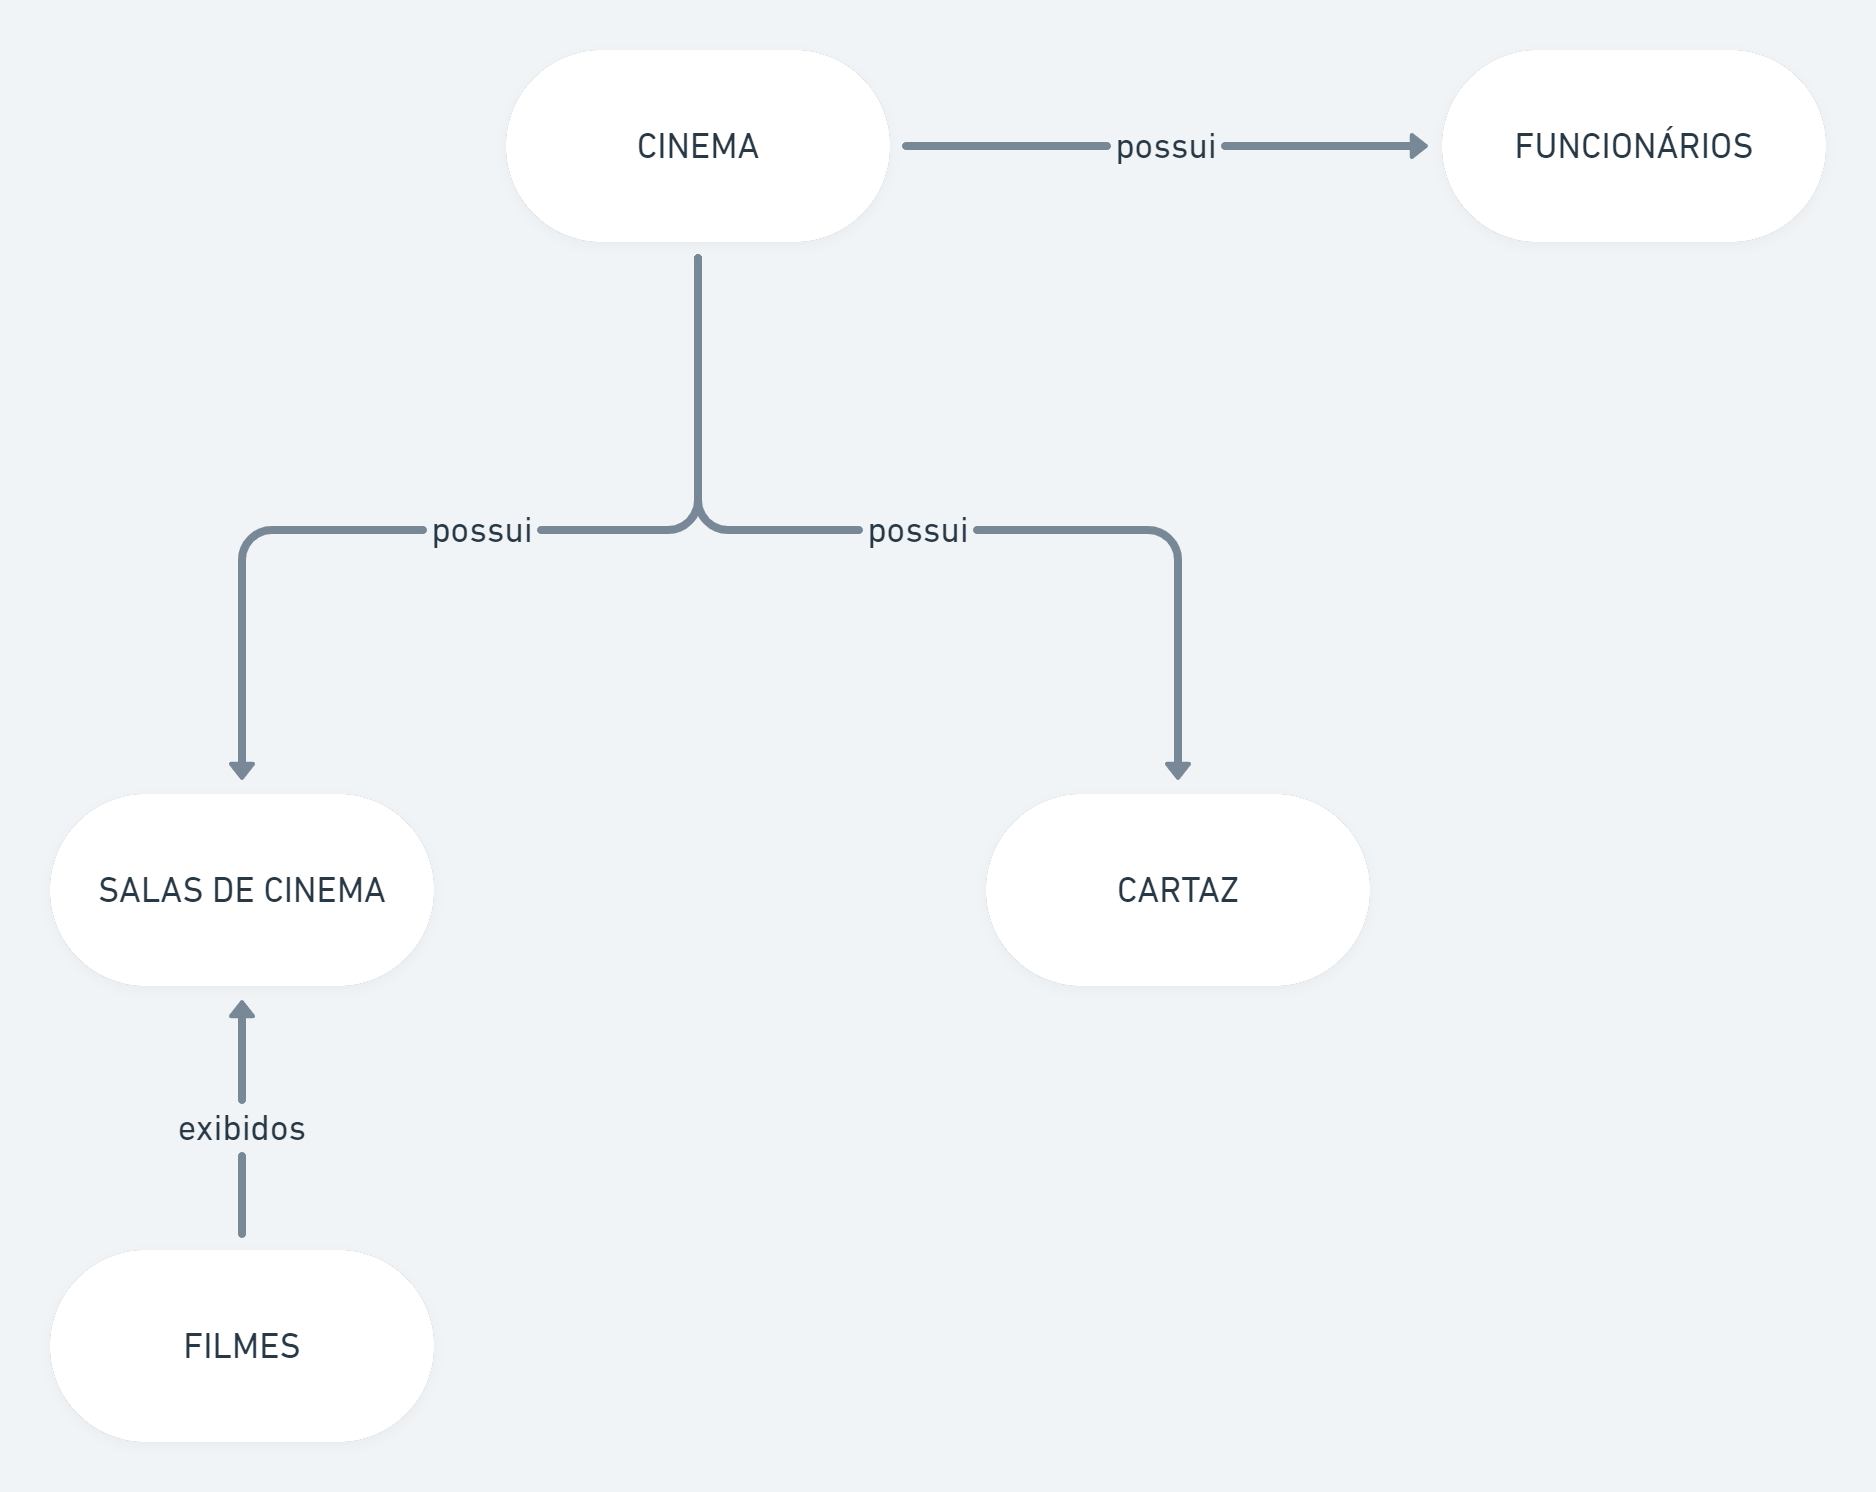 CINEMA
possui
FUNCIONÁRIOS
possui
possui
SALAS DE CINEMA
CARTAZ
exibidos
FILMES